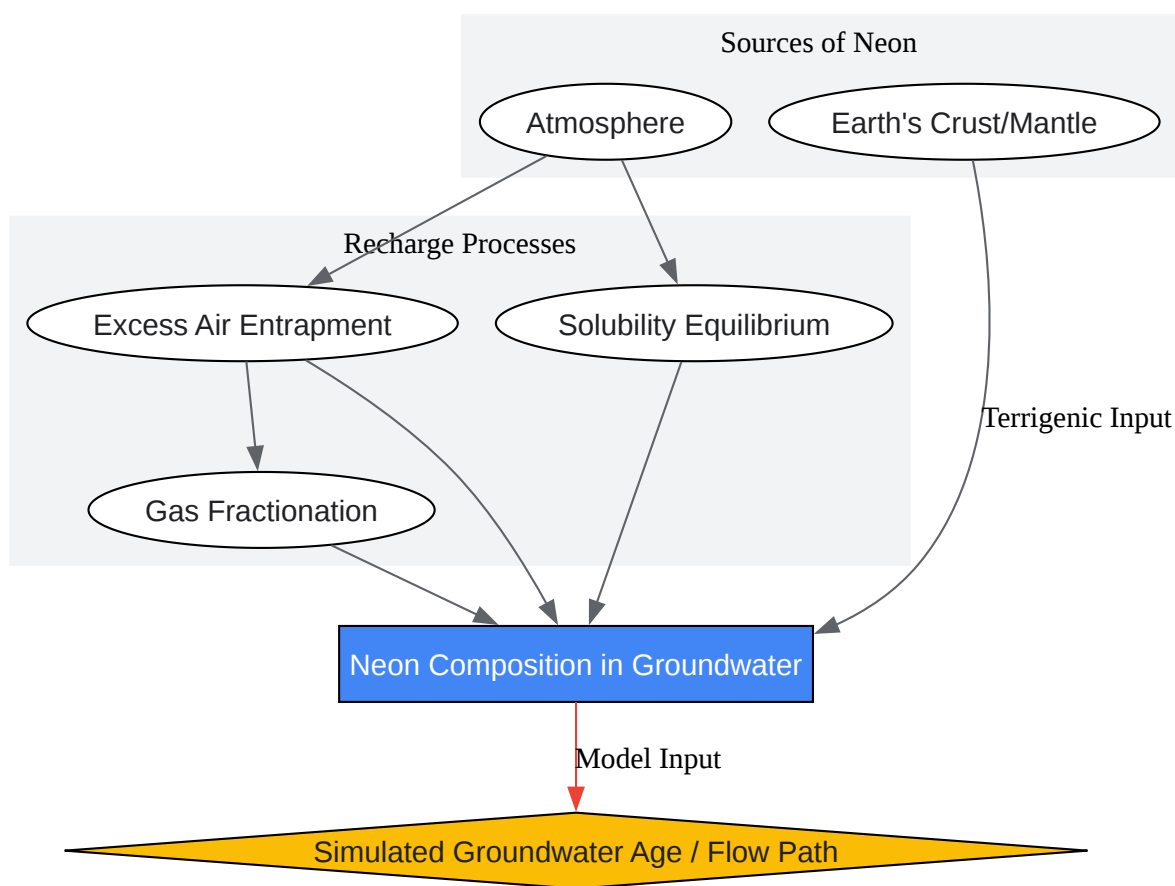 Sources of Neon
Atmosphere
Earth's Crust/Mantle
Recharge Processes
Excess Air Entrapment
Solubility Equilibrium
Terrigenic Input
Gas Fractionation
Neon Composition in Groundwater
Model Input
Simulated Groundwater Age / Flow Path